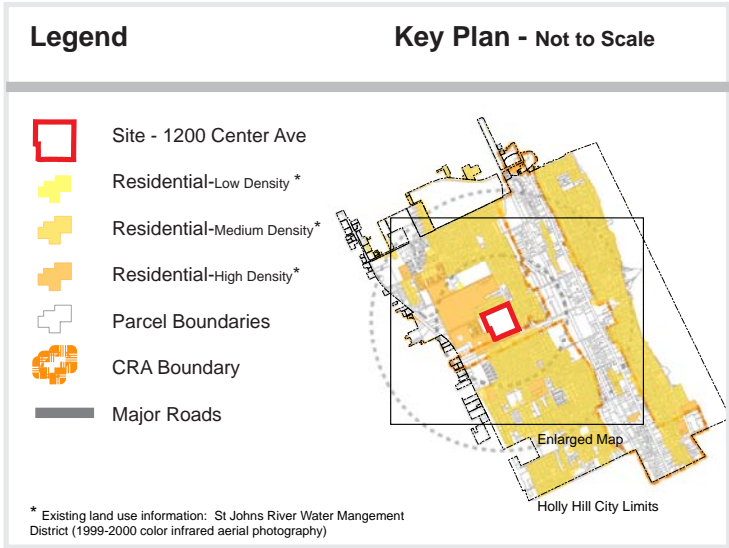 Legend
Key Plan - Not to Scale
Site - 1200 Center Ave
Residential-Low Density *
Residential-Medium Density*
Residential-High Density*
Parcel Boundaries
CRA Boundary
Major Roads
Enlarged Map
Holly Hill City Limits
* Existing land use information: St Johns River Water Mangement
District (1999-2000 color infrared aerial photography)